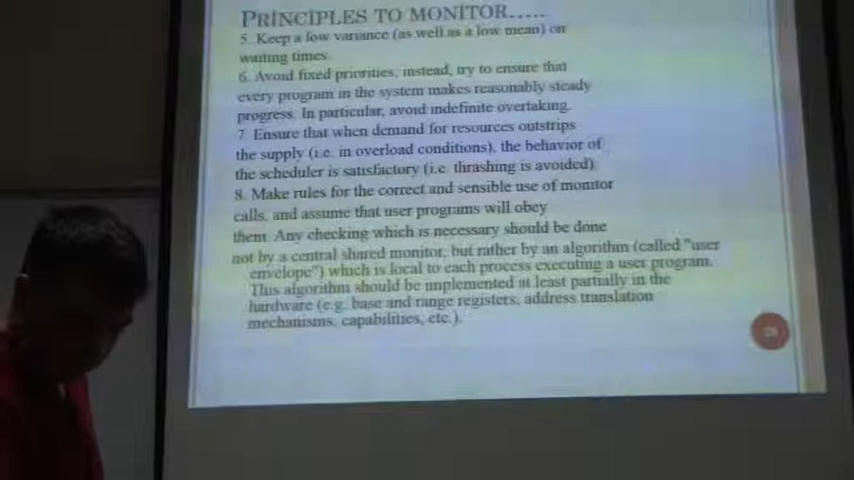 PRINCIPLES TO MONITOR.....
5. Keep a low variance (as well as a low mean) on
waiting times.
6. Avoid fixed priorities, instead, try to ensure that
every program in the system makes reasonably steady
progress. In particular, avoid indefinite overtaking.
7. Ensure that when demand for resources outstrips
the supply (i.e. in overload conditions), the behavior of
the scheduler is satisfactory (i.e. thrashing is avoided).
8. Make rules for the correct and sensible use of monitor
calls, and assume that user programs will obey
them. Any checking which is necessary should be done
not by a central shared monitor, but rather by an algorithm (called "user
envelope") which is local to each process executing a user program.
This algorithm should be implemented at least partially in the
hardware (e.g. base and range registers, address translation
mechanisms, capabilities, etc.).